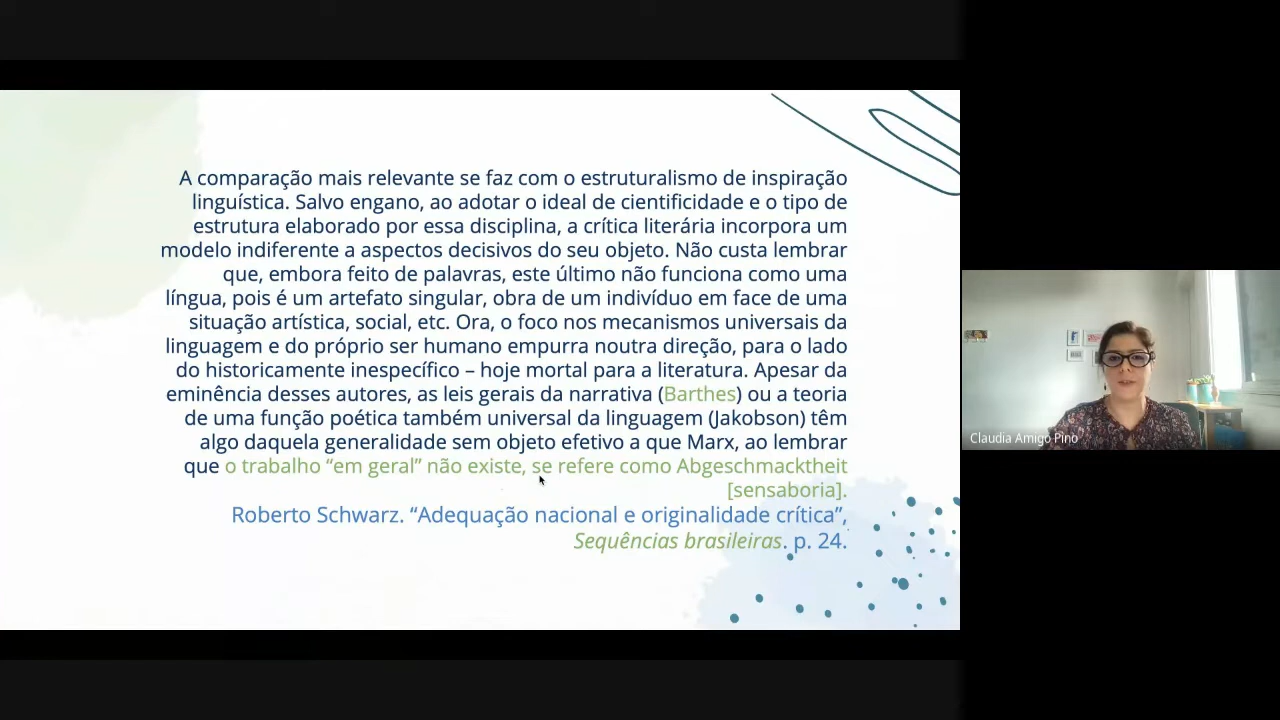 A comparação mais relevante se faz com o estruturalismo de inspiração
linguística. Salvo engano, ao adotar o ideal de cientificidade e o tipo de
estrutura elaborado por essa disciplina, a crítica literária incorpora um
modelo indiferente a aspectos decisivos do seu objeto. Não custa lembrar
que, embora feito de palavras, este último não funciona como uma
língua, pois é um artefato singular, obra de um indivíduo em face de uma
situação artística, social, etc. Ora, o foco nos mecanismos universais da
linguagem e do próprio ser humano empurra noutra direção, para o lado
do historicamente inespecífico – hoje mortal para a literatura. Apesar da
eminência desses autores, as leis gerais da narrativa (Barthes) ou a teoria
de uma função poética também universal da linguagem (Jakobson) têm
algo daquela generalidade sem objeto efetivo a que Marx, ao lembrar
que o trabalho “em geral” não existe, se refere como Abgeschmacktheit
[sensaboria].
Roberto Schwarz. “Adequação nacional e originalidade crítica”,
Sequências brasileiras. p. 24.
Claudia Amigo Pino